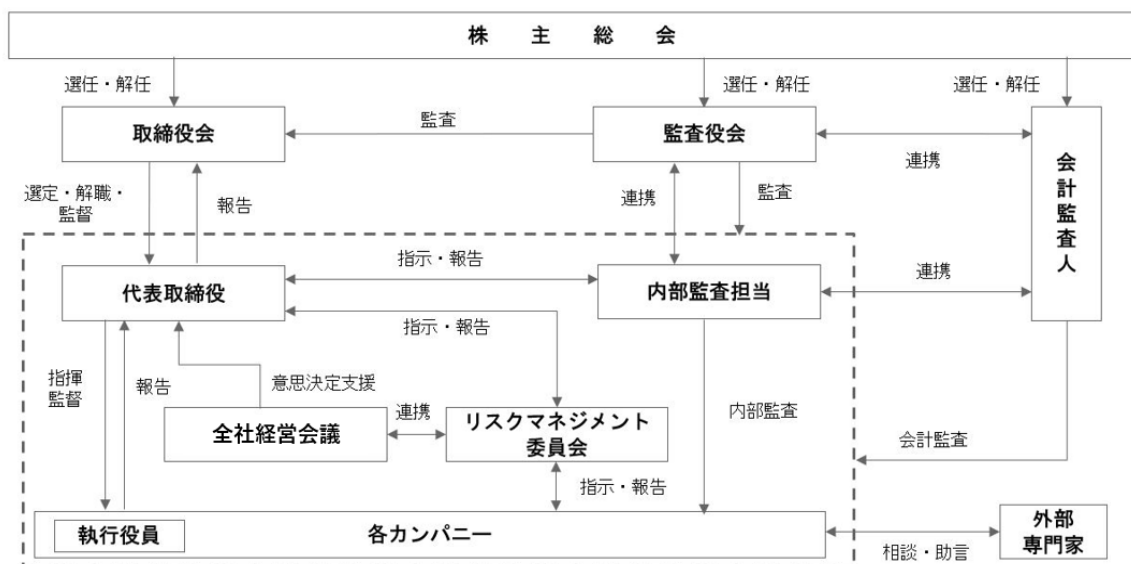 株主総会
選任・解任
選任・解任
選任・解任
取締役会
監査
監査役会
連携
会計監査人
選定・解職・
監督
報告
連携
監査
代表取締役
指示・報告
内部監査担当
連携
指示・報告
指揮
監督
報告
意思決定支援
全社経営会議
連携
リスクマネジメント
委員会
内部監査
会計監査
指示・報告
執行役員
各カンパニー
相談・助言
外部
専門家